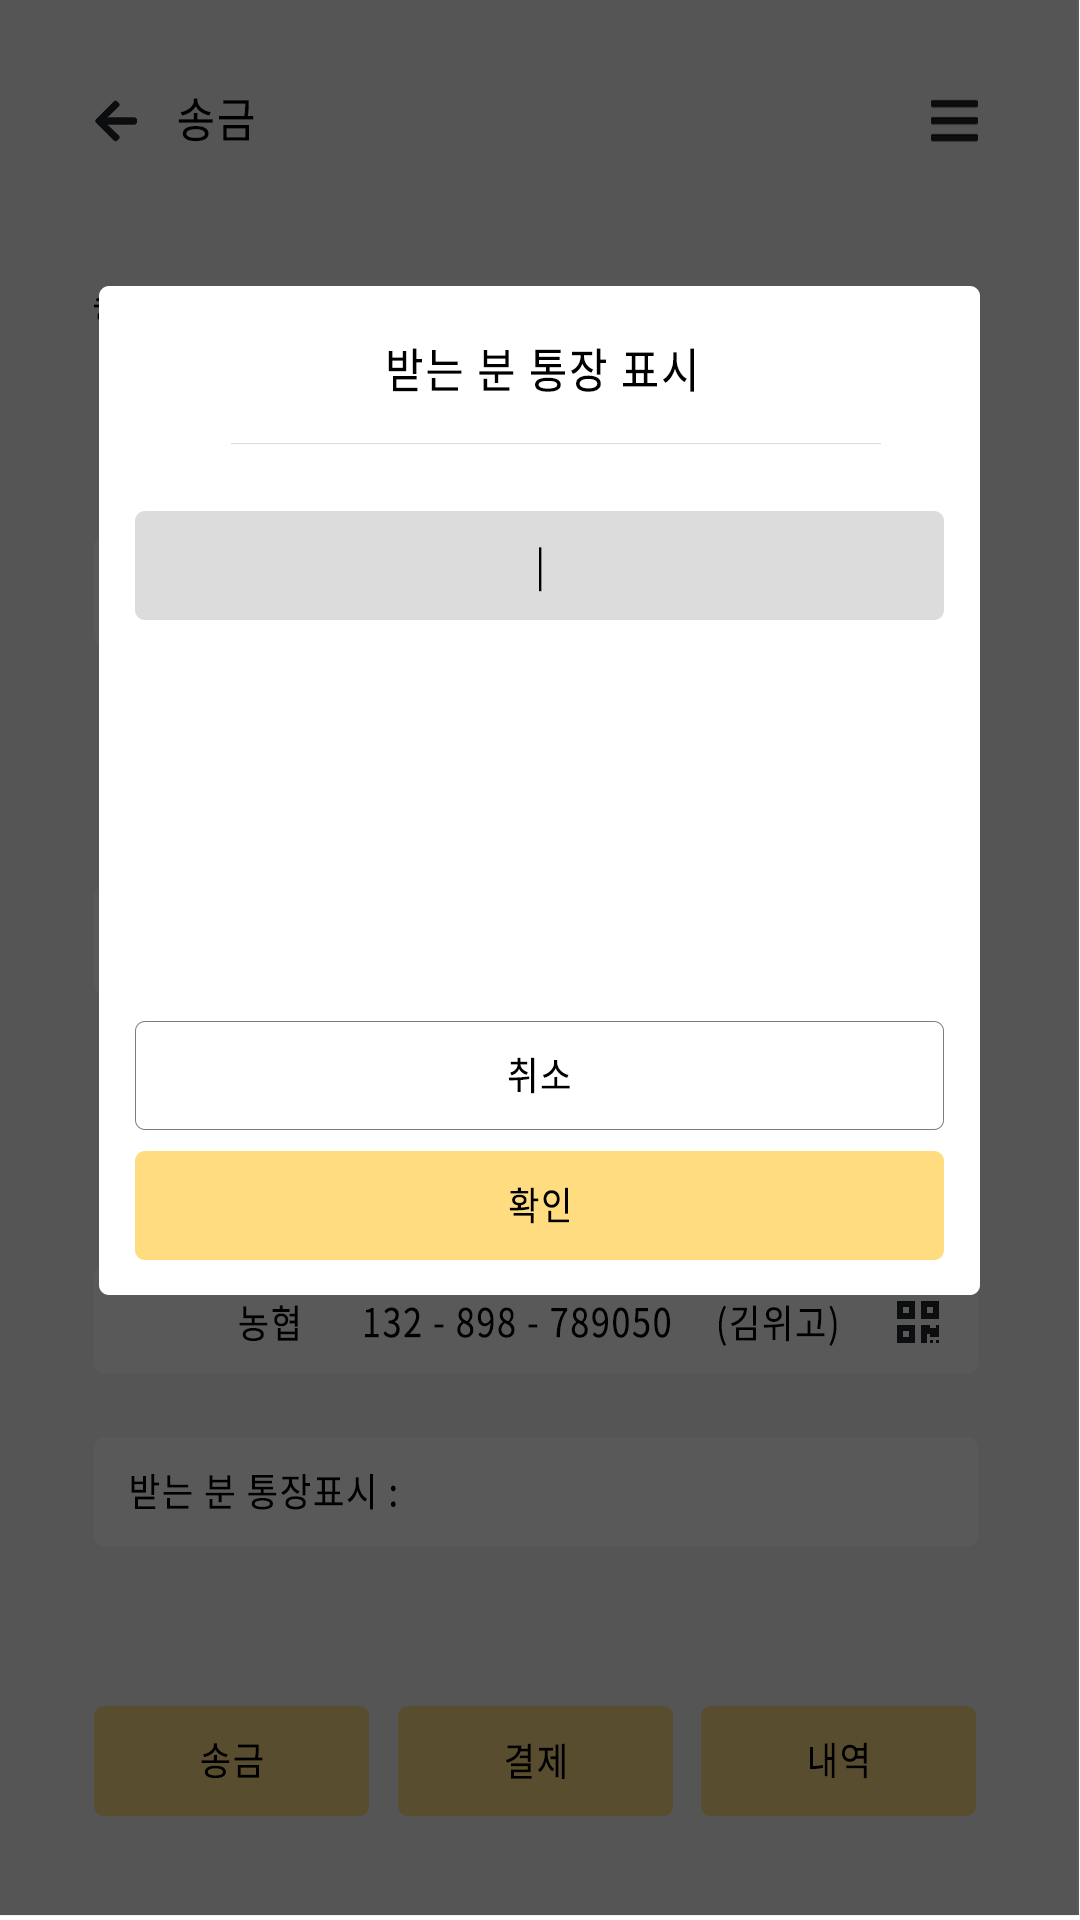 송금
받는 분 통장 표시
취소
확인
농협 132 - 898 - 789050 (김위고)
받는 분 통장표시 :
송금 결제 내역